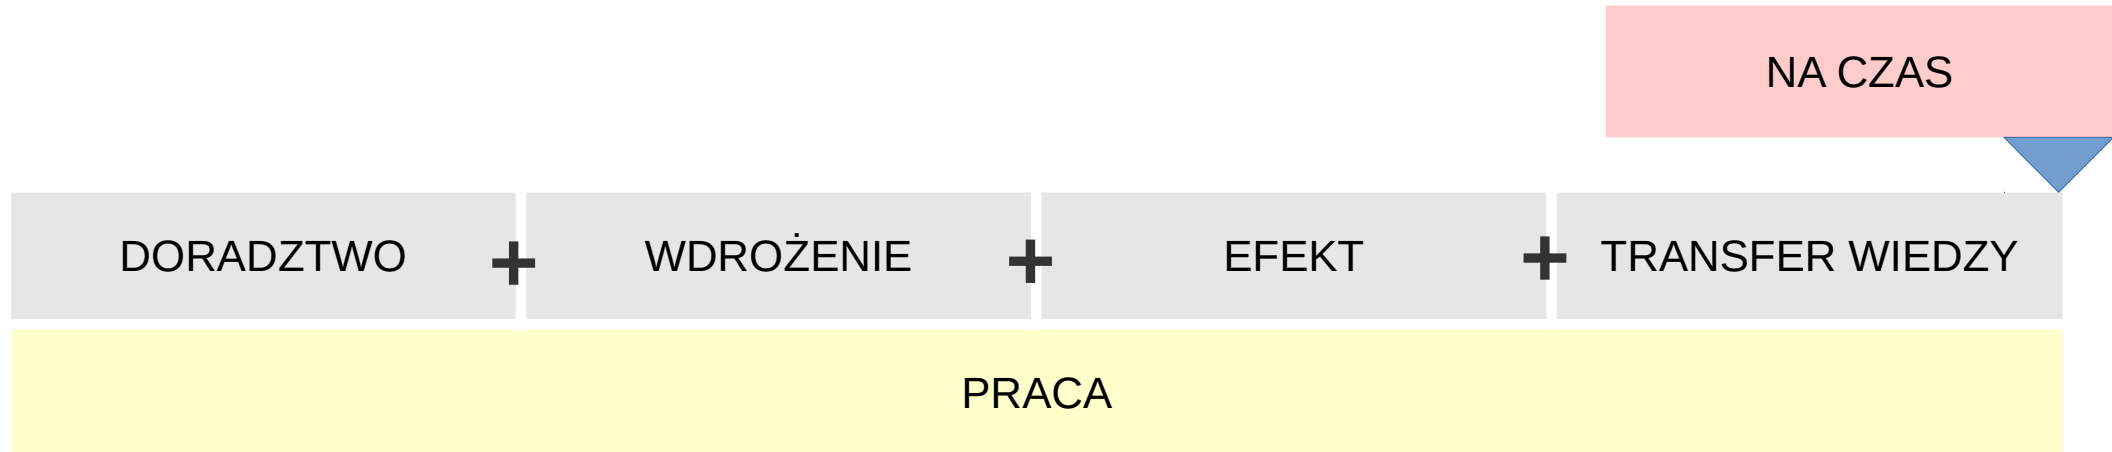 NA CZAS
DORADZTWO + WDROŻENIE + EFEKT + TRANSFER WIEDZY
PRACA